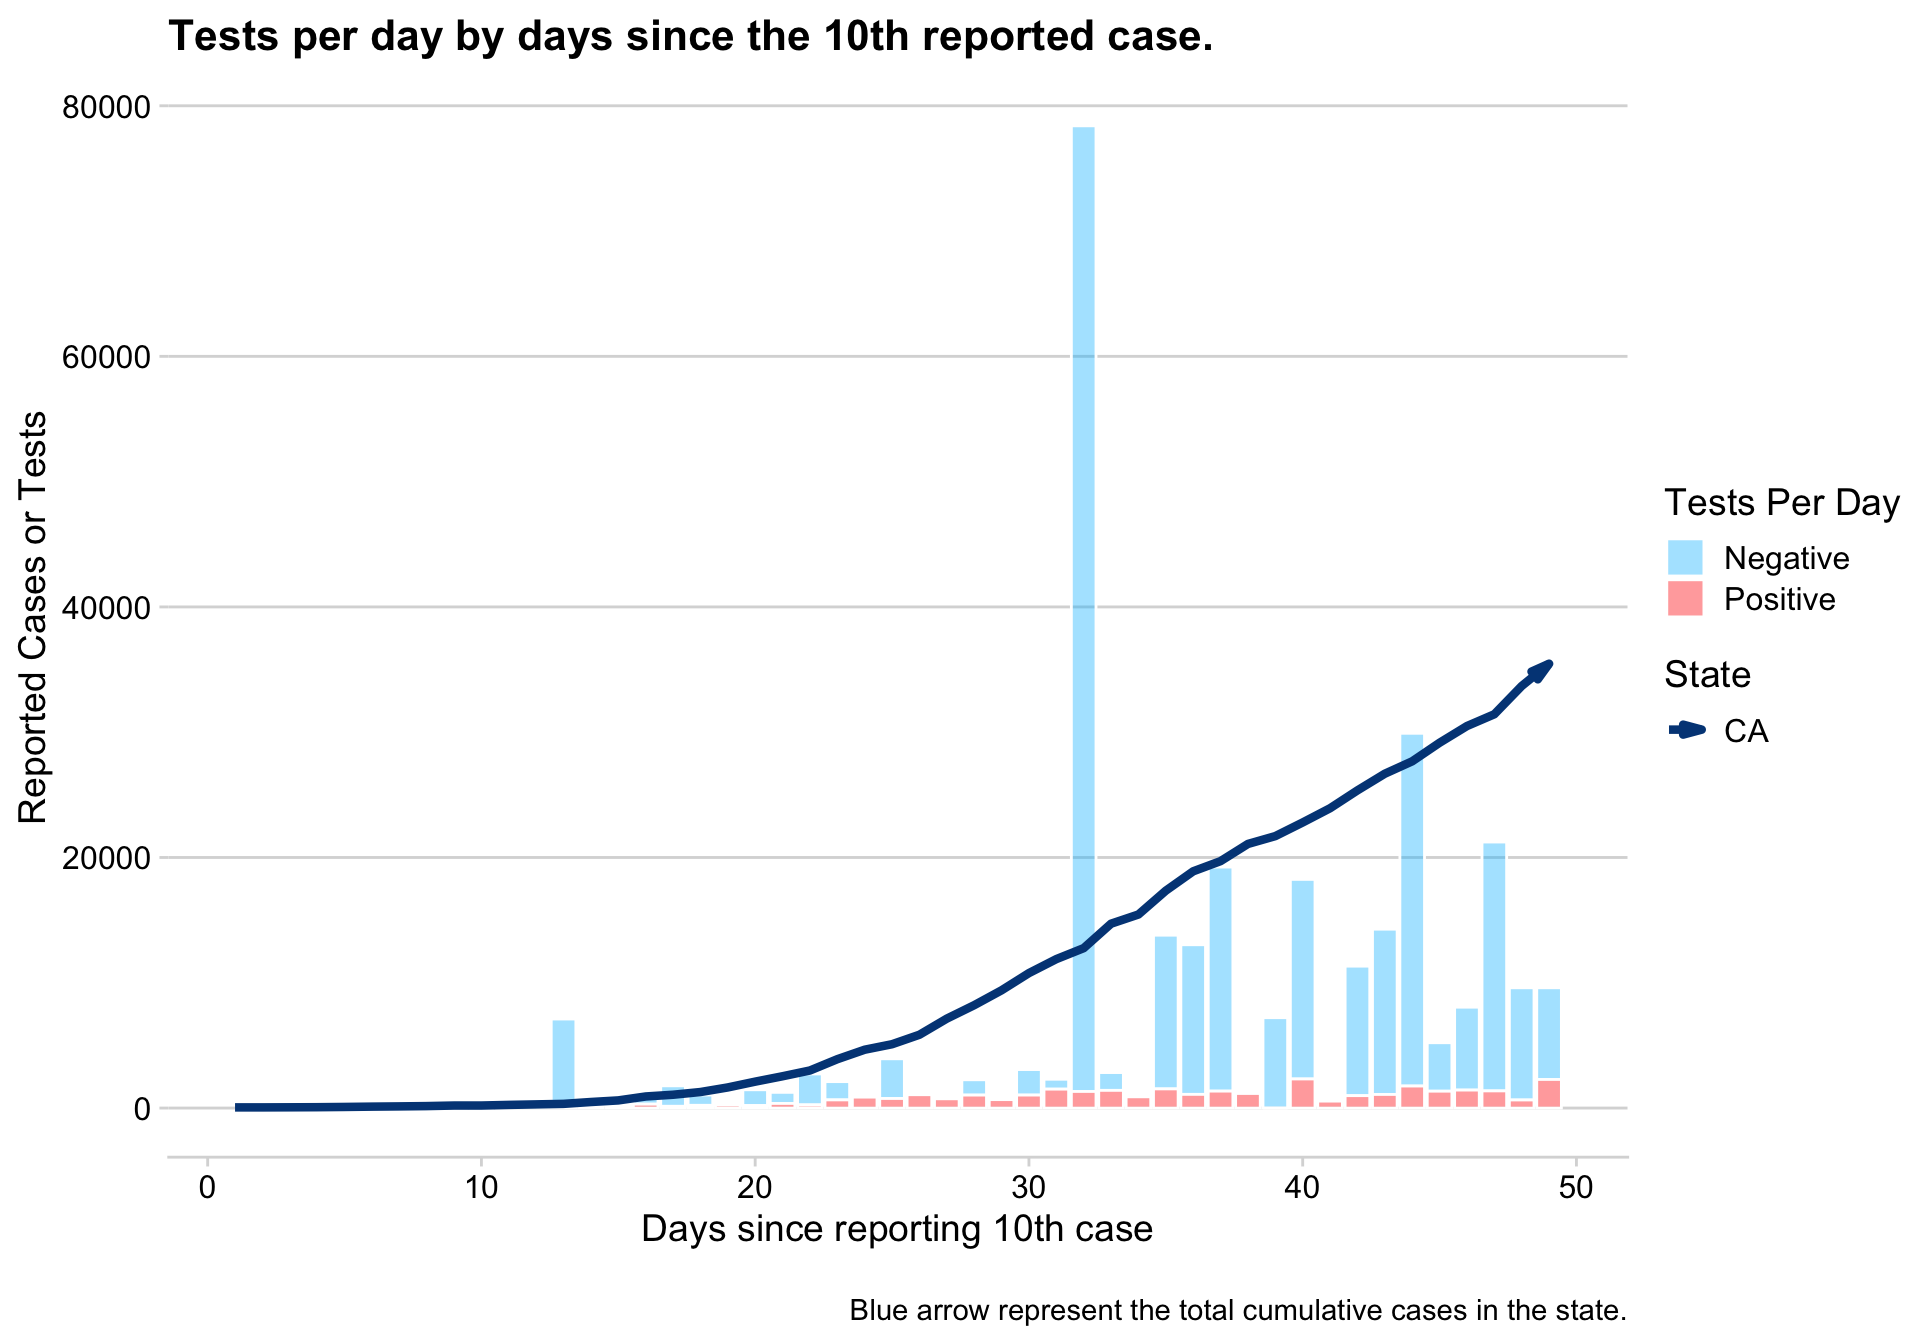 Tests per day by days since the 10th reported case.
80000
60000
40000
20000
0
Reported Cases or Tests
0 10 20 30 40 50
Days since reporting 10th case
Tests Per Day
Negative
Positive
State
CA
Blue arrow represent the total cumulative cases in the state.